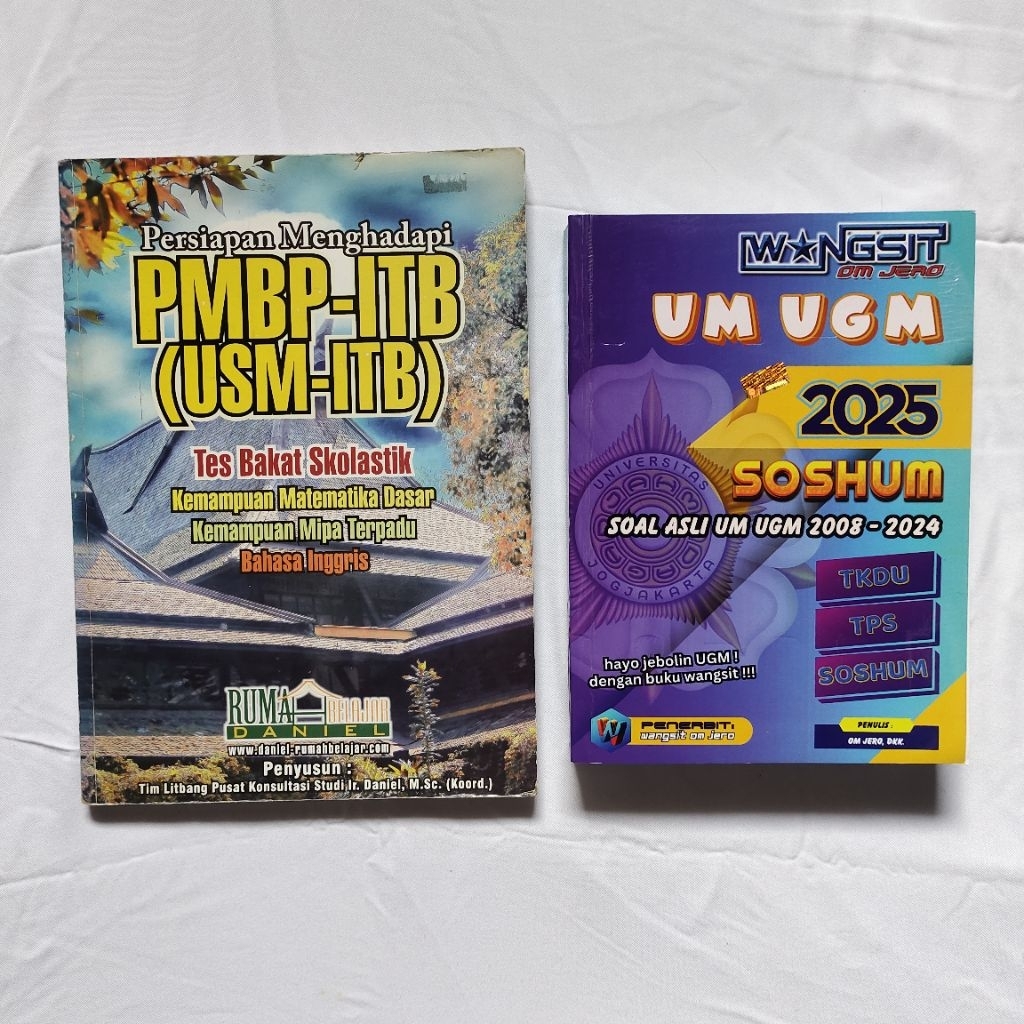 Persiapan Menghadapi
PMBP-ITB
(USM-ITB)
Tes Bakat Skolastik
Kemampuan Matematika Dasar
Kemampuan Mipa Terpadu
Bahasa Inggris
RUMAH BELAJAR
DANIEL
www.daniel-rumahbelajar.com
Penyusun :
Tim Litbang Pusat Konsultasi Studi Ir. Daniel, M.Sc. (Koord.)
WANGSIT
OM JERO
UM UGM
2025
SOSHUM
SOAL ASLI UM UGM 2008 - 2024
UNIVERSITAS
JOGJAKARTA
TKDU
TPS
SOSHUM
hayo jebolin UGM !
dengan buku wangsit !!!
PENERBIT:
wangsit om jero
PENULIS :
OM JERO, DKK.